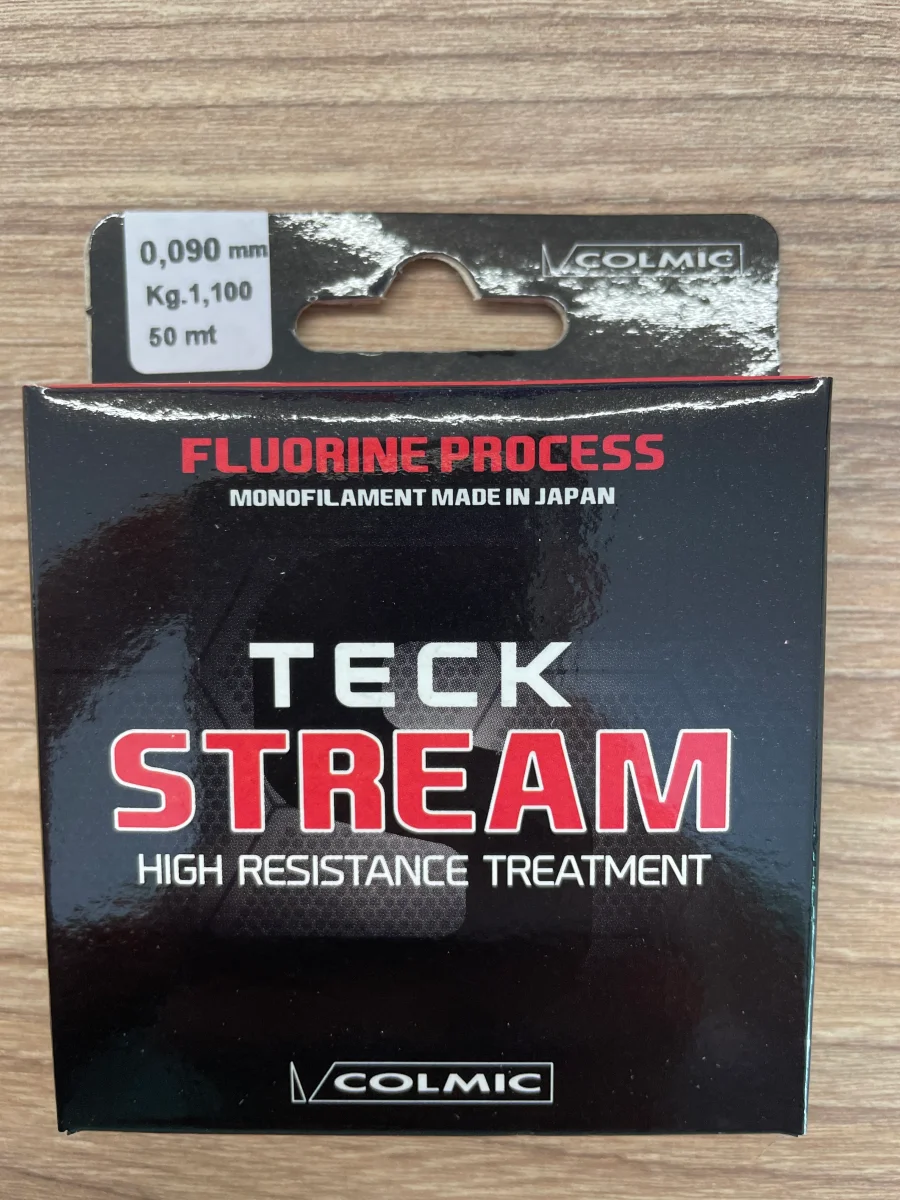 0,090 mm
Kg.1,100
50 mt
COLMIC
FLUORINE PROCESS
MONOFILAMENT MADE IN JAPAN
TECK
STREAM
HIGH RESISTANCE TREATMENT
COLMIC